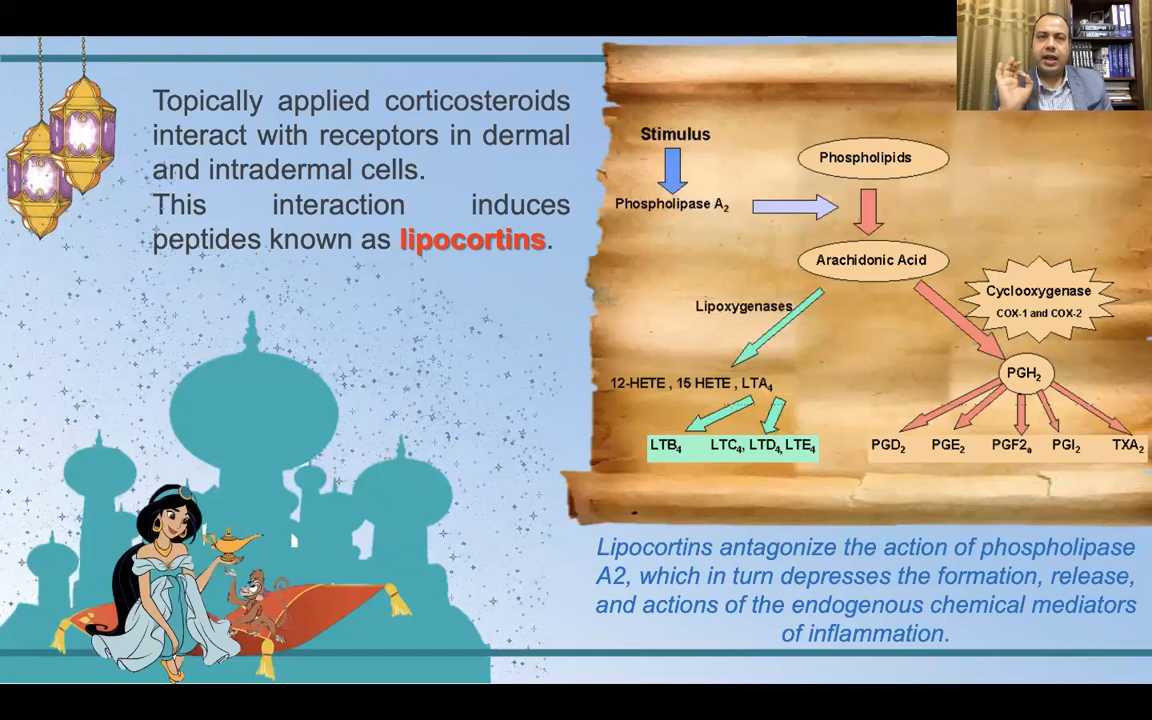 Topically applied corticosteroids
interact with receptors in dermal
and intradermal cells.
This interaction induces
peptides known as lipocortins.
Stimulus
Phospholipids
Phospholipase A₂
Arachidonic Acid
Lipoxygenases
Cyclooxygenase
COX-1 and COX-2
PGH₂
12-HETE , 15 HETE , LTA₄
LTB₄ LTC₄, LTD₄, LTE₄
PGD₂ PGE₂ PGF2ₐ PGI₂ TXA₂
Lipocortins antagonize the action of phospholipase
A2, which in turn depresses the formation, release,
and actions of the endogenous chemical mediators
of inflammation.